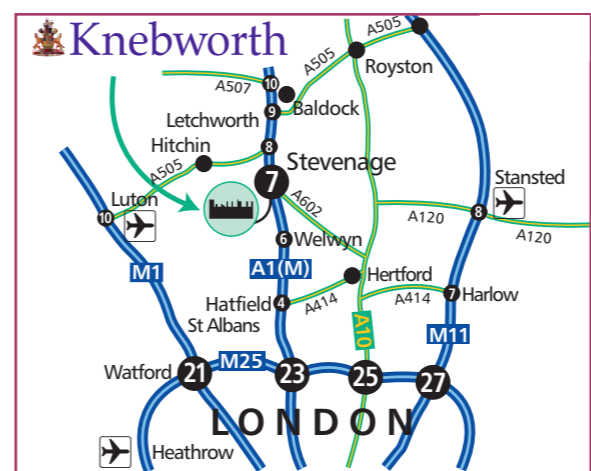 Knebworth
A505
A505
Royston
A507
10
Baldock
9
Letchworth
8
Hitchin
Stevenage
7
A505
A602
Stansted
8
Luton
10
A120
A120
6
Welwyn
M1
A1(M)
Hertford
Hatfield
4
A414
A414
7
Harlow
St Albans
A10
M11
Watford
21
M25
23
25
27
LONDON
Heathrow